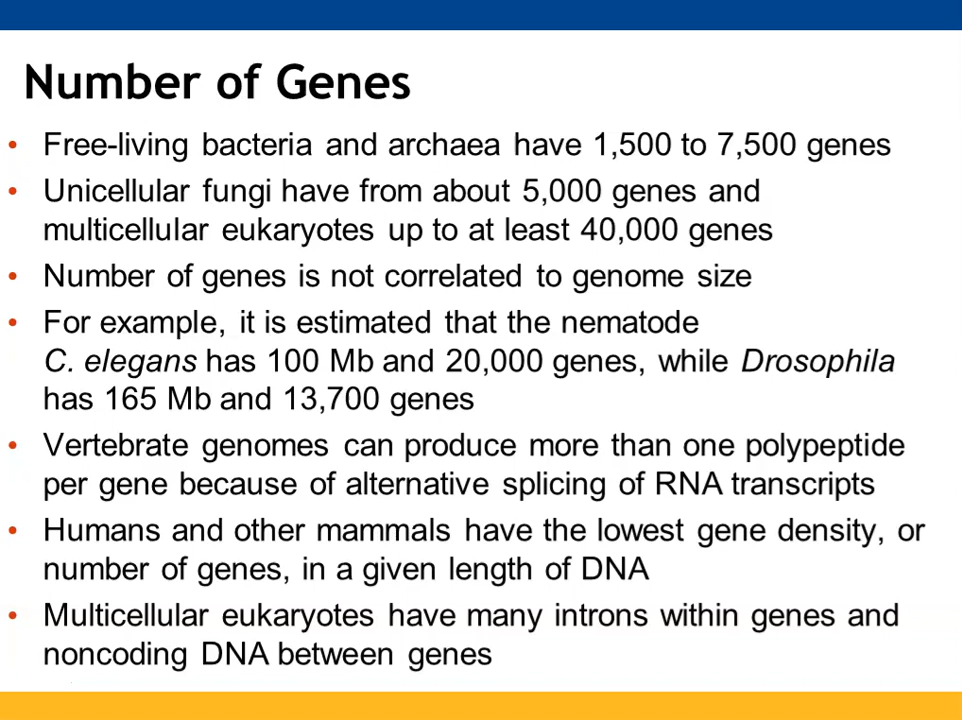 Number of Genes
• Free-living bacteria and archaea have 1,500 to 7,500 genes
• Unicellular fungi have from about 5,000 genes and
multicellular eukaryotes up to at least 40,000 genes
• Number of genes is not correlated to genome size
• For example, it is estimated that the nematode
C. elegans has 100 Mb and 20,000 genes, while Drosophila
has 165 Mb and 13,700 genes
• Vertebrate genomes can produce more than one polypeptide
per gene because of alternative splicing of RNA transcripts
• Humans and other mammals have the lowest gene density, or
number of genes, in a given length of DNA
• Multicellular eukaryotes have many introns within genes and
noncoding DNA between genes